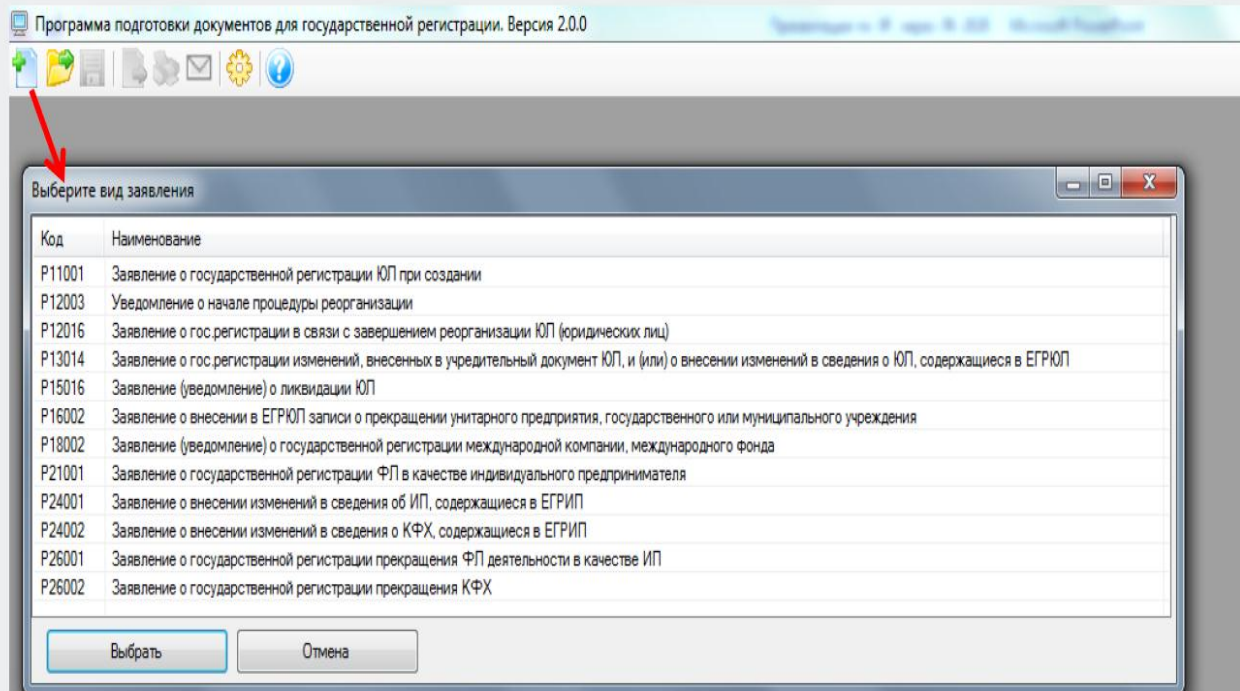 Программа подготовки документов для государственной регистрации. Версия 2.0.0
Выберите вид заявления
Код Наименование
Р11001 Заявление о государственной регистрации ЮЛ при создании
Р12003 Уведомление о начале процедуры реорганизации
Р12016 Заявление о гос.регистрации в связи с завершением реорганизации ЮЛ (юридических лиц)
Р13014 Заявление о гос.регистрации изменений, внесенных в учредительный документ ЮЛ, и (или) о внесении изменений в сведения о ЮЛ, содержащиеся в ЕГРЮЛ
Р15016 Заявление (уведомление) о ликвидации ЮЛ
Р16002 Заявление о внесении в ЕГРЮЛ записи о прекращении унитарного предприятия, государственного или муниципального учреждения
Р18002 Заявление (уведомление) о государственной регистрации международной компании, международного фонда
Р21001 Заявление о государственной регистрации ФЛ в качестве индивидуального предпринимателя
Р24001 Заявление о внесении изменений в сведения об ИП, содержащиеся в ЕГРИП
Р24002 Заявление о внесении изменений в сведения о КФХ, содержащиеся в ЕГРИП
Р26001 Заявление о государственной регистрации прекращения ФЛ деятельности в качестве ИП
Р26002 Заявление о государственной регистрации прекращения КФХ
Выбрать Отмена